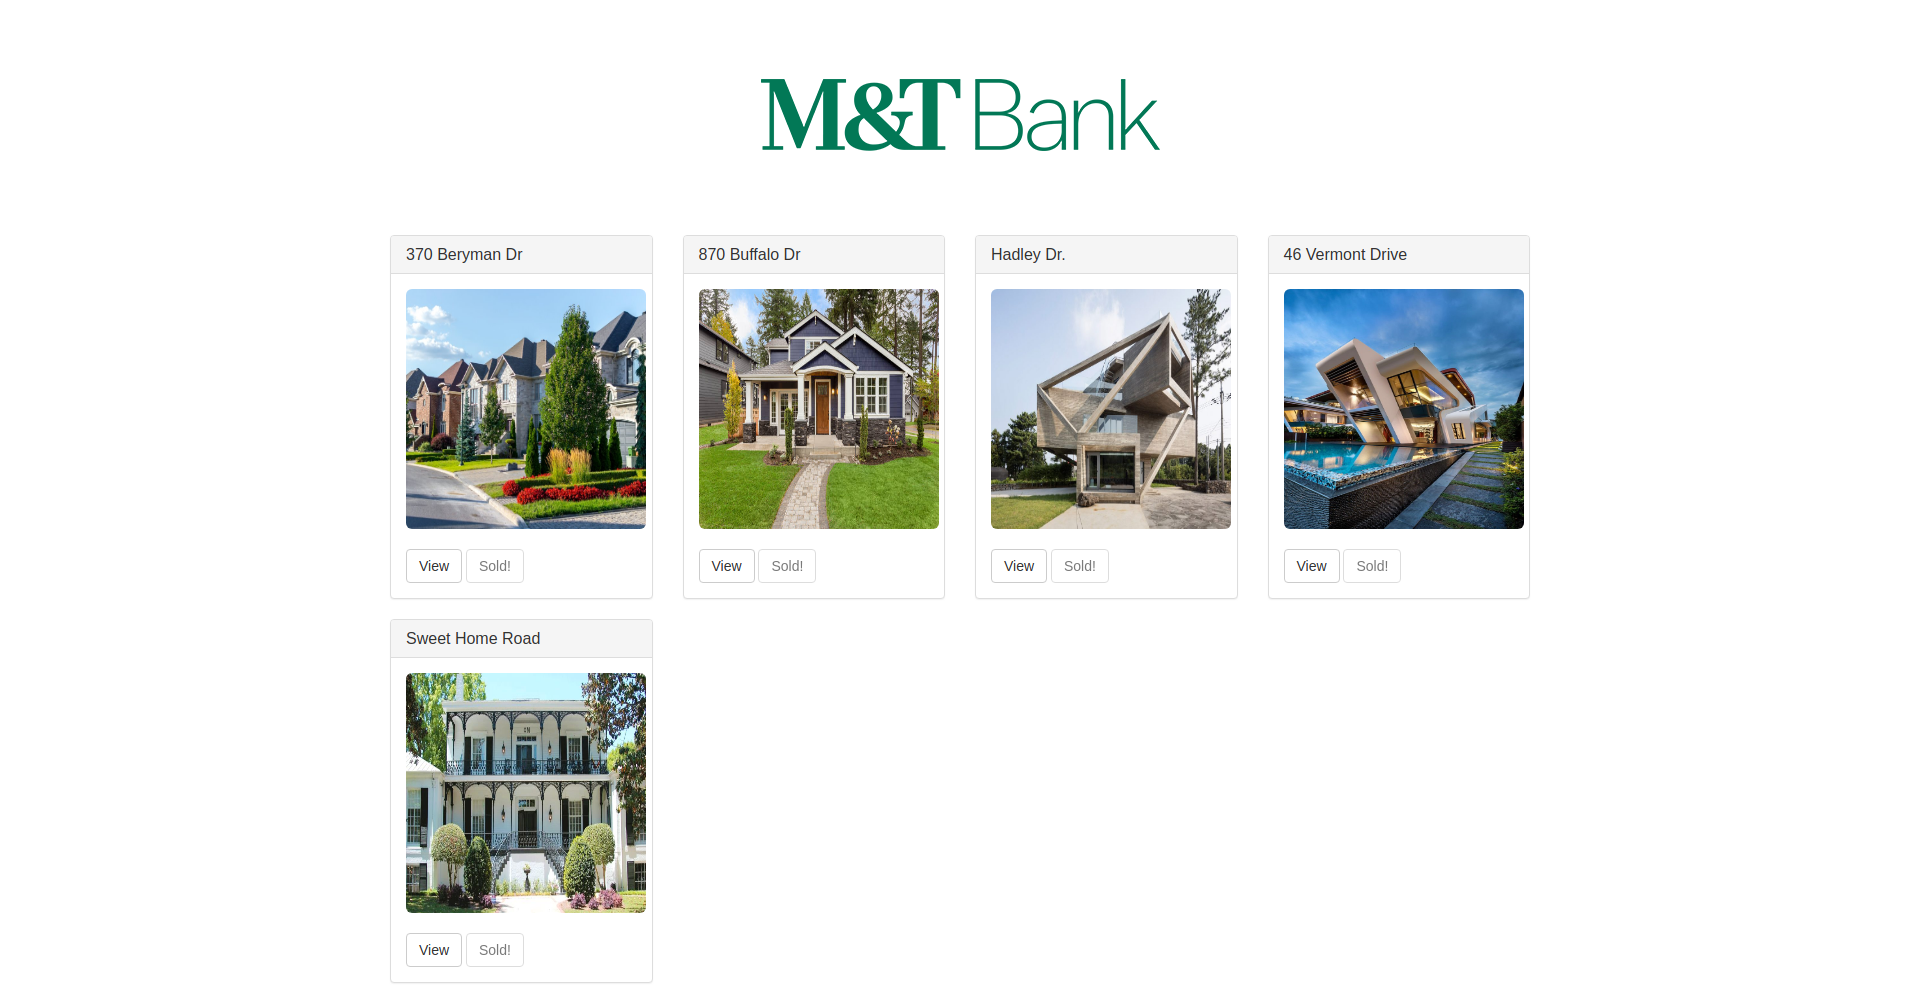 M&T Bank
370 Beryman Dr
870 Buffalo Dr
Hadley Dr.
46 Vermont Drive
View Sold!
View Sold!
View Sold!
View Sold!
Sweet Home Road
View Sold!